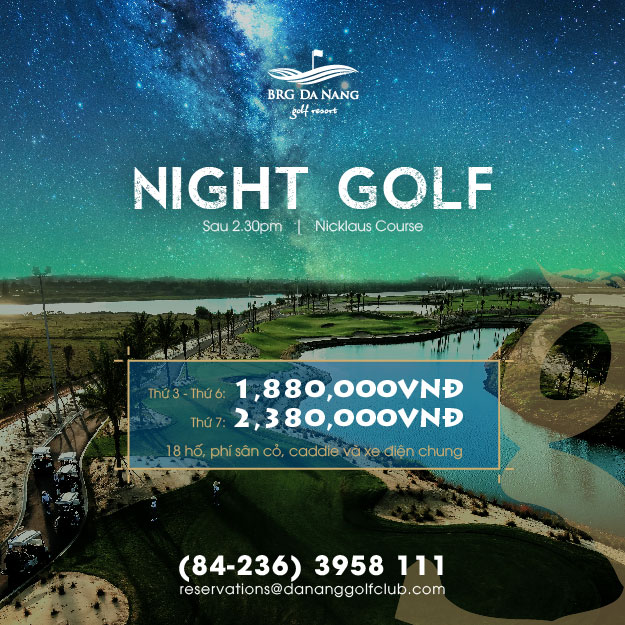 BRG DA NANG
golf resort
NIGHT GOLF
Sau 2.30pm | Nicklaus Course
Thứ 3 - Thứ 6: 1,880,000VNĐ
Thứ 7: 2,380,000VNĐ
18 hố, phí sân cỏ, caddie và xe điện chung
(84-236) 3958 111
reservations@dananggolfclub.com